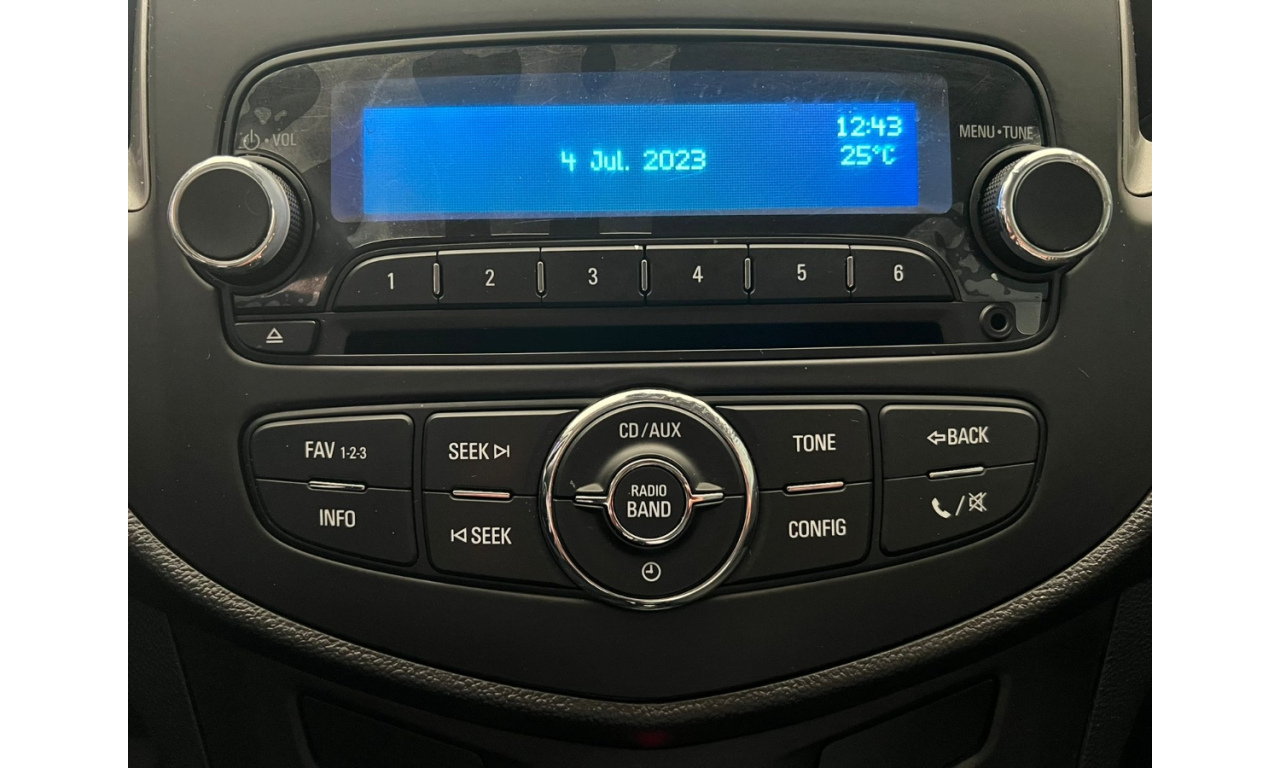 12:43
4 Jul. 2023
25°C
VOL
MENU•TUNE
1 2 3 4 5 6
FAV 1-2-3
SEEK
CD/AUX
TONE
BACK
RADIO
BAND
INFO
SEEK
CONFIG